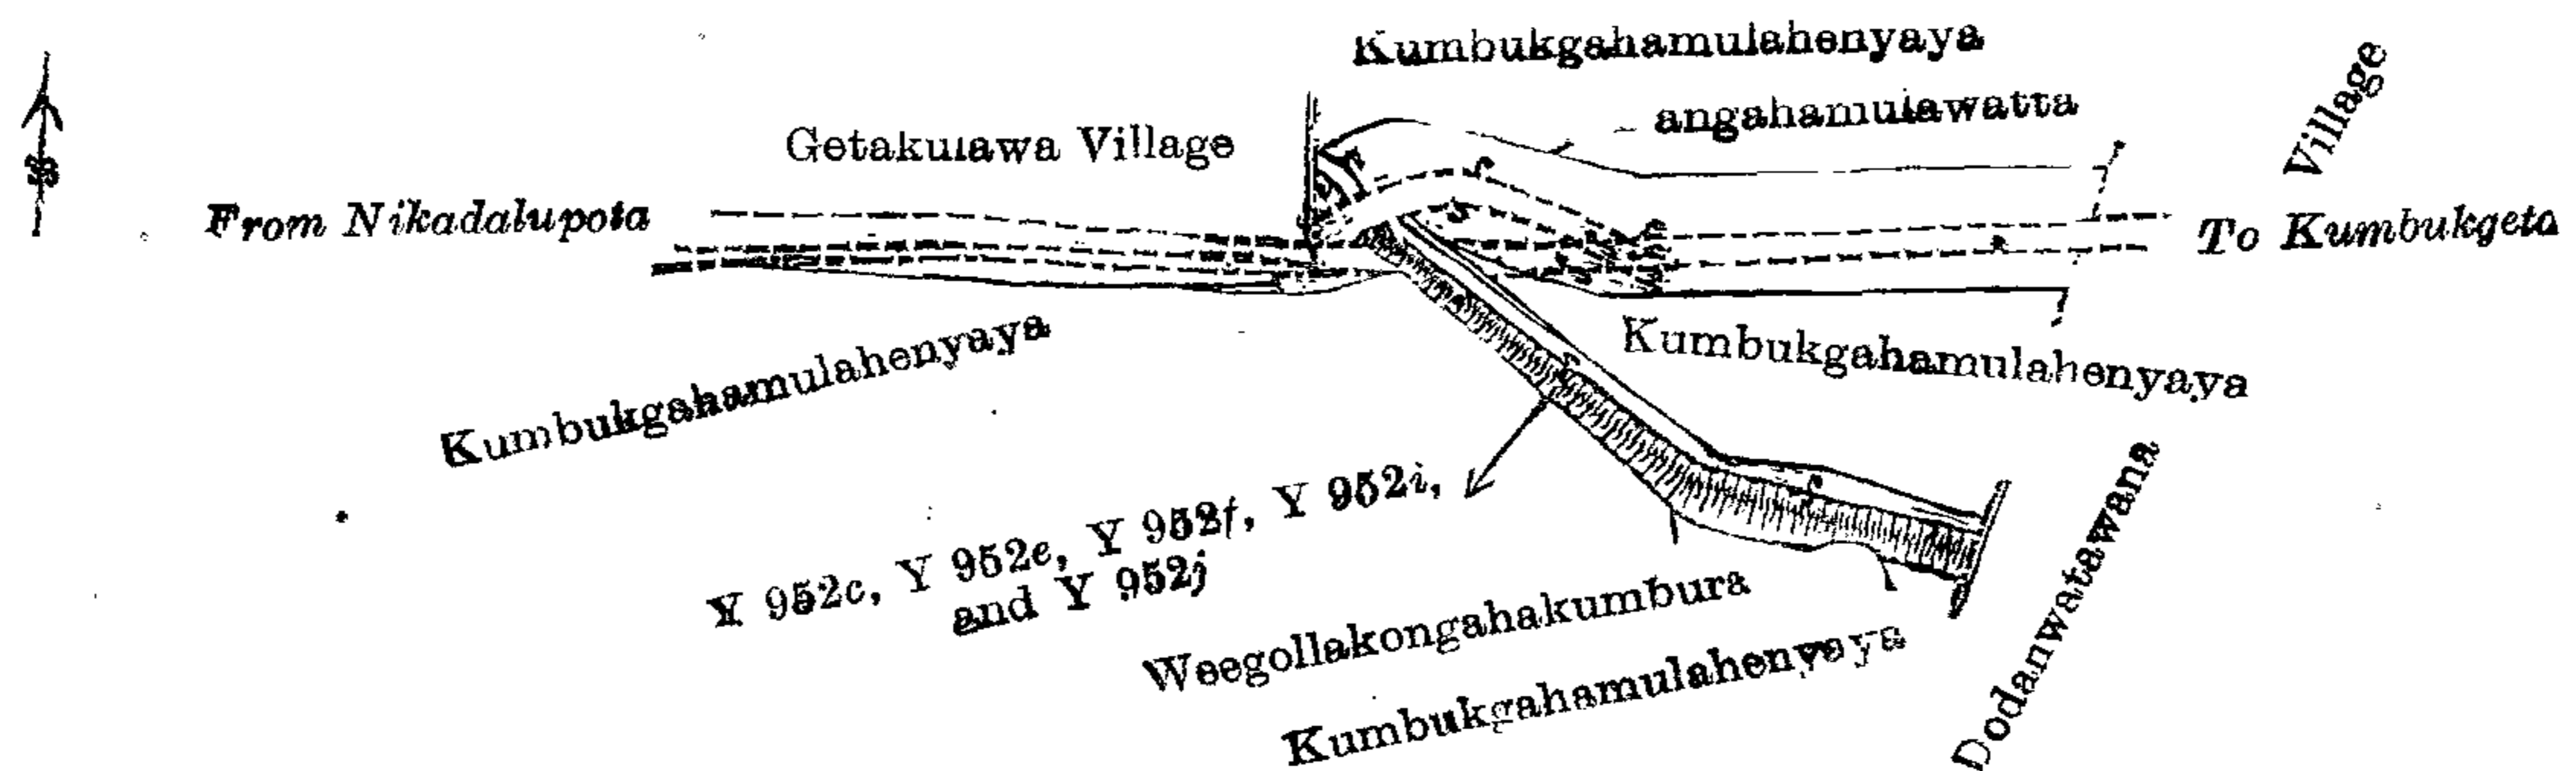 Kumbukgahamulahenyaya
angahamulawatta
Village
Getakulawa Village
From Nikadalupota
To Kumbukgeta
Kumbukgahamulahenyaya
Kumbukgahamulahenyaya
Y 952c, Y 952e, Y 952f, Y 952i,
and Y 952j
Weegollakongahakumbura
Kumbukgahamulahenyaya
Dodanwatawana